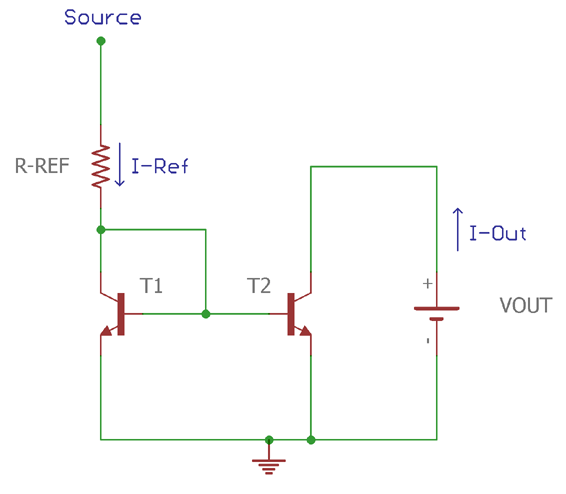 Source
R-REF
I-Ref
T1
T2
I-Out
+
VOUT
-